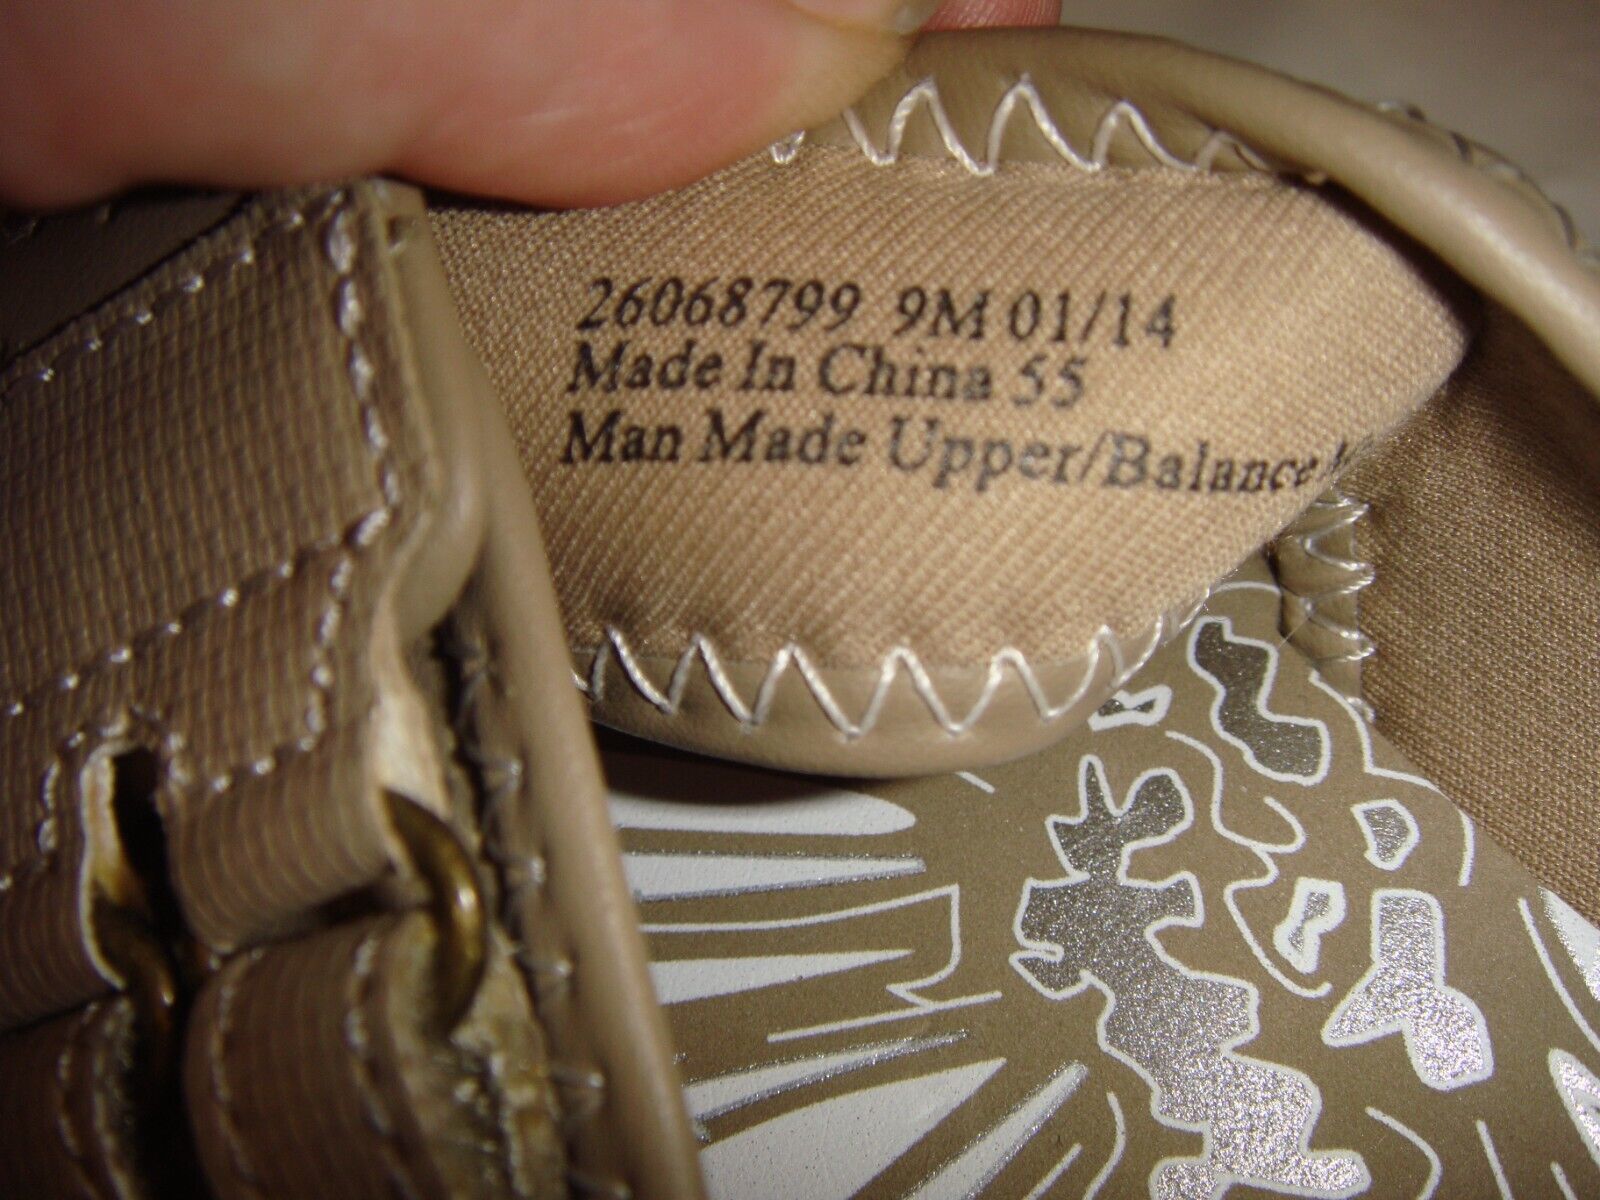 26068799 9M 01/14
Made In China 55
Man Made Upper/Balance